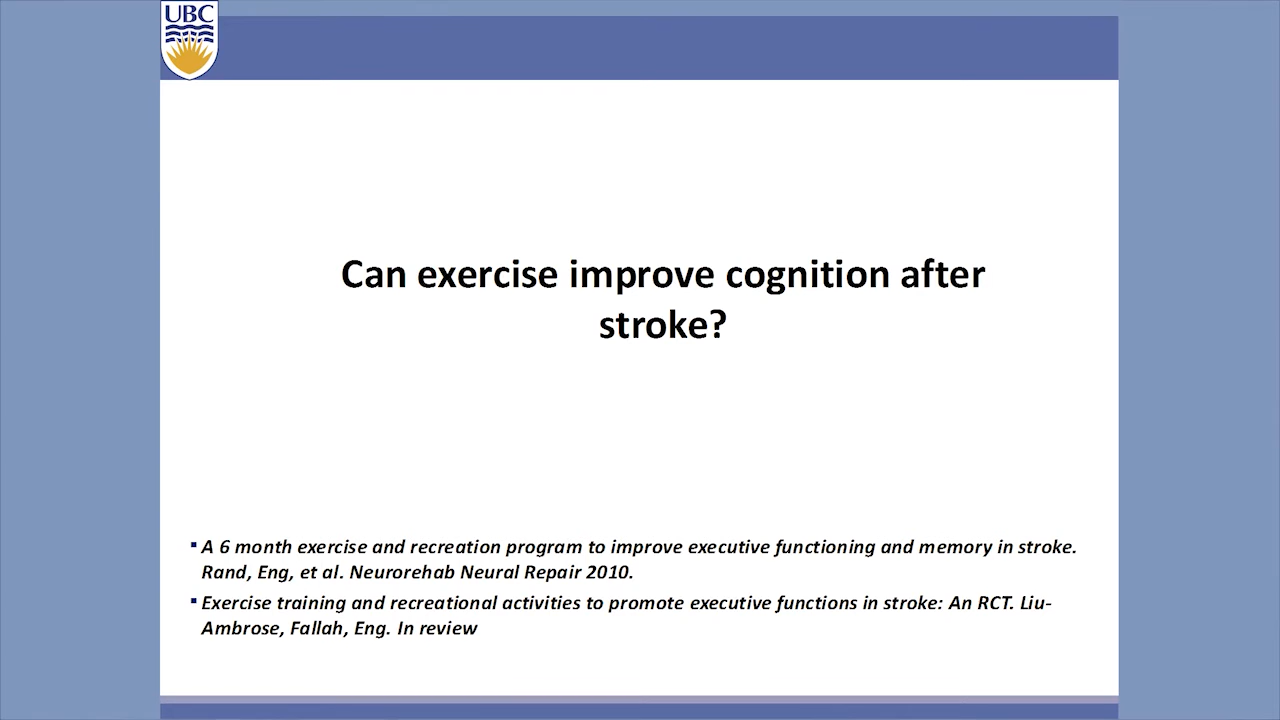 UBC
Can exercise improve cognition after
stroke?
▪ A 6 month exercise and recreation program to improve executive functioning and memory in stroke.
Rand, Eng, et al. Neurorehab Neural Repair 2010.
▪ Exercise training and recreational activities to promote executive functions in stroke: An RCT. Liu-
Ambrose, Fallah, Eng. In review